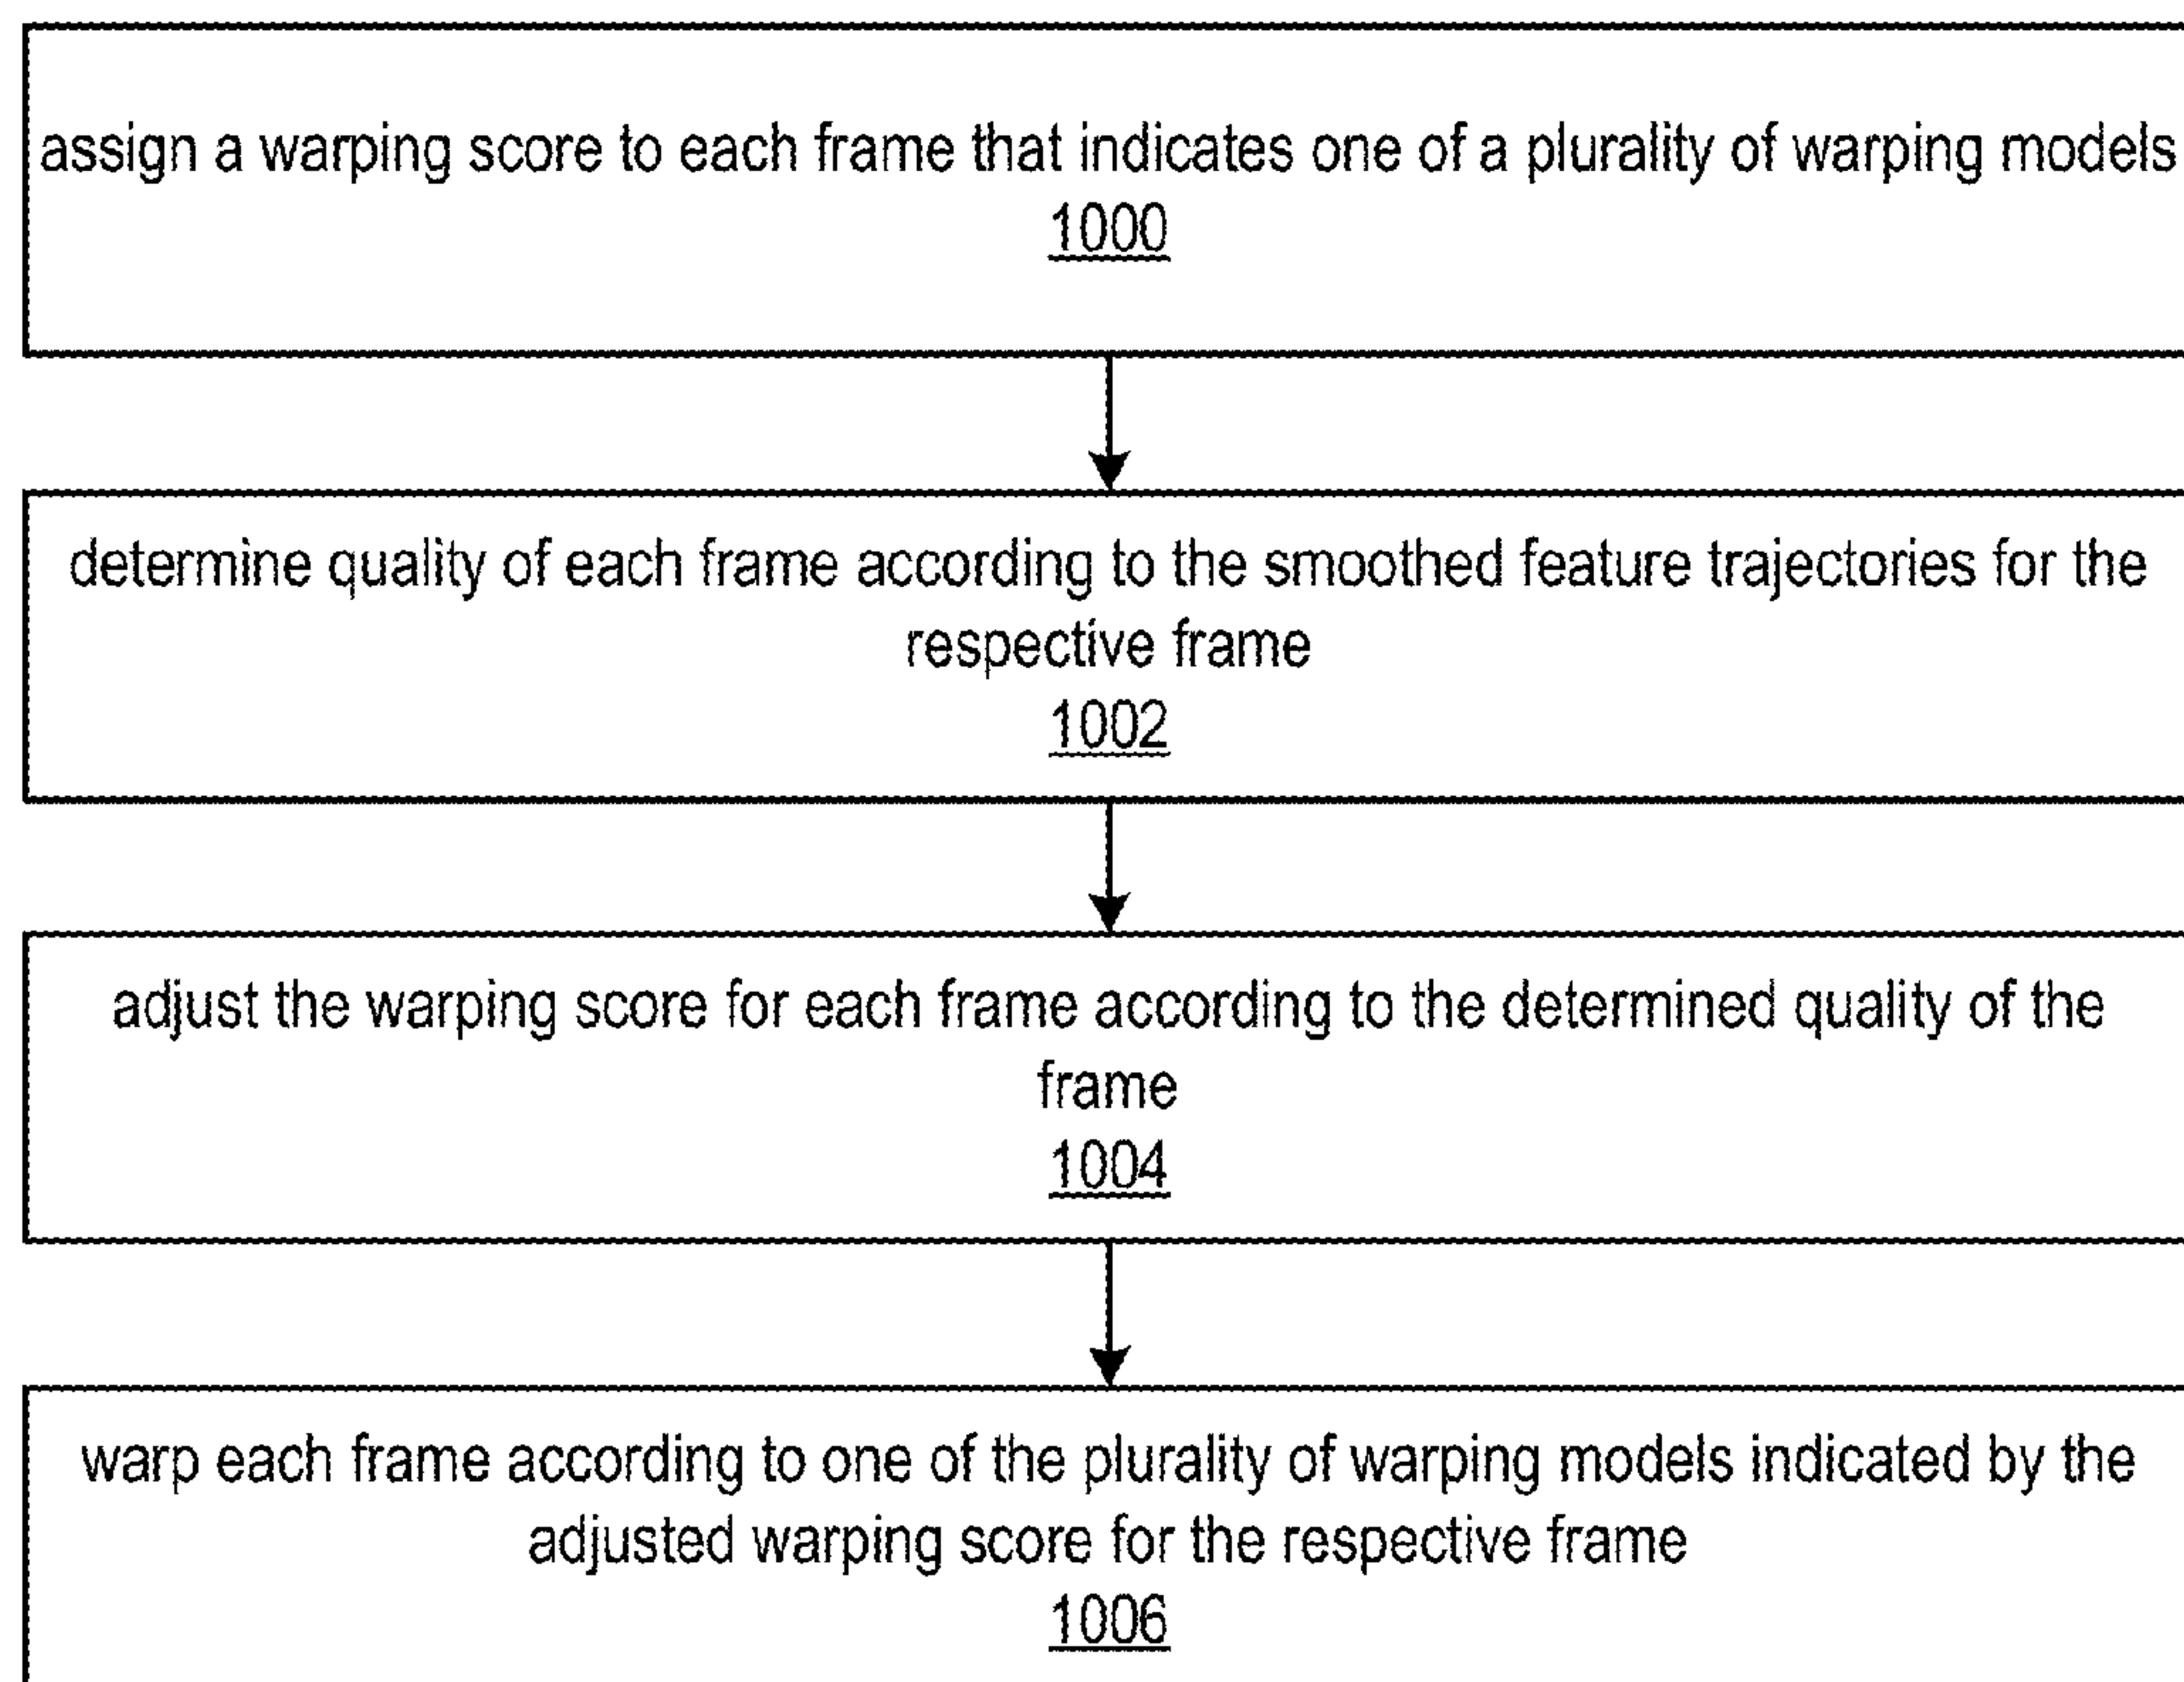 assign a warping score to each frame that indicates one of a plurality of warping models
1000
determine quality of each frame according to the smoothed feature trajectories for the
respective frame
1002
adjust the warping score for each frame according to the determined quality of the
frame
1004
warp each frame according to one of the plurality of warping models indicated by the
adjusted warping score for the respective frame
1006